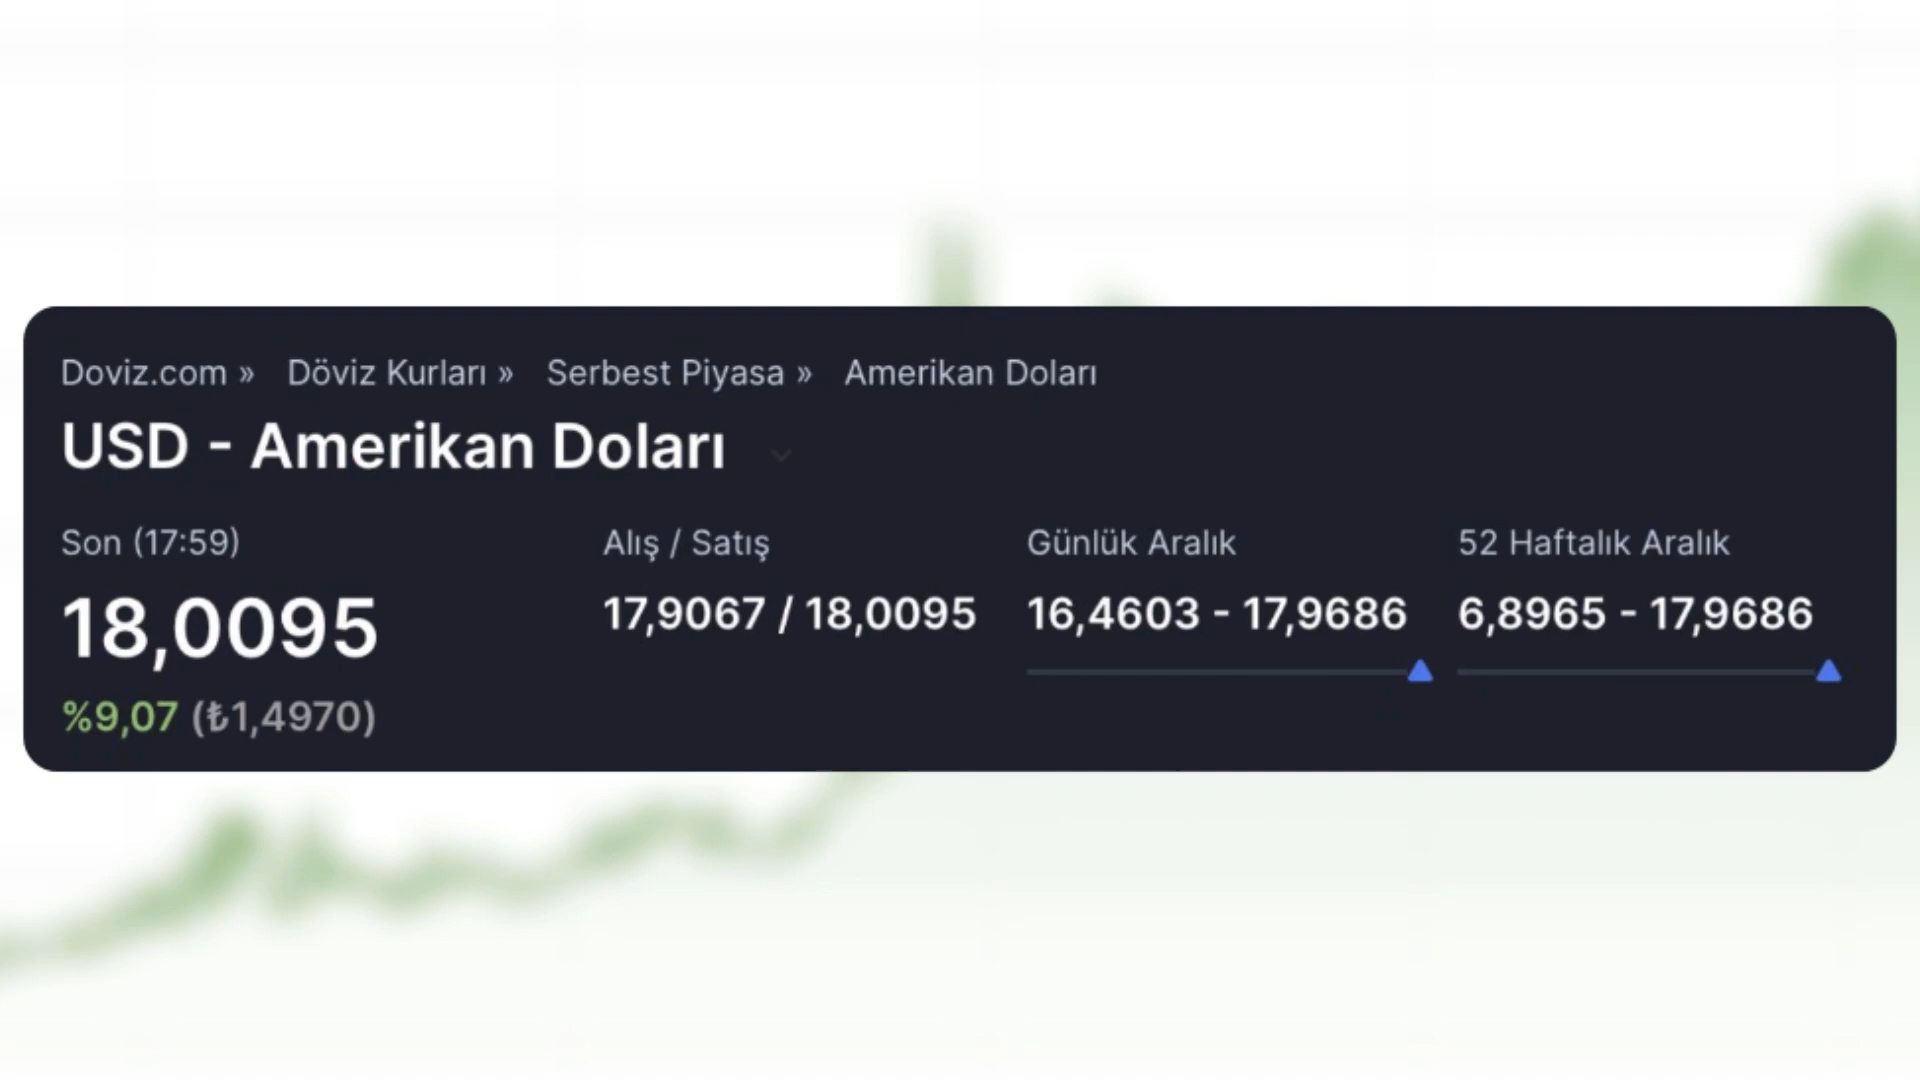 Doviz.com » Döviz Kurları » Serbest Piyasa » Amerikan Doları
USD - Amerikan Doları
Son (17:59)
18,0095
%9,07 (₺1,4970)
Alış / Satış
17,9067 / 18,0095
Günlük Aralık
16,4603 - 17,9686
52 Haftalık Aralık
6,8965 - 17,9686